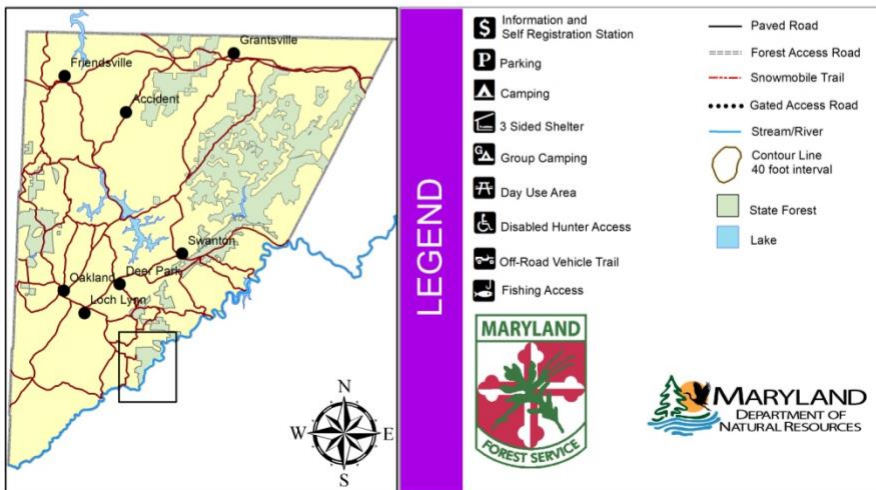 Friendsville
Grantsville
Accident
Swanton
Deer Park
Oakland
Loch Lynn
N
W
E
S
LEGEND
$
Information and
Self Registration Station
P
Parking
Camping
3 Sided Shelter
G
Group Camping
Day Use Area
Disabled Hunter Access
Off-Road Vehicle Trail
Fishing Access
Paved Road
Forest Access Road
Snowmobile Trail
Gated Access Road
Stream/River
Contour Line
40 foot interval
State Forest
Lake
MARYLAND
FOREST SERVICE
MARYLAND
DEPARTMENT OF
NATURAL RESOURCES